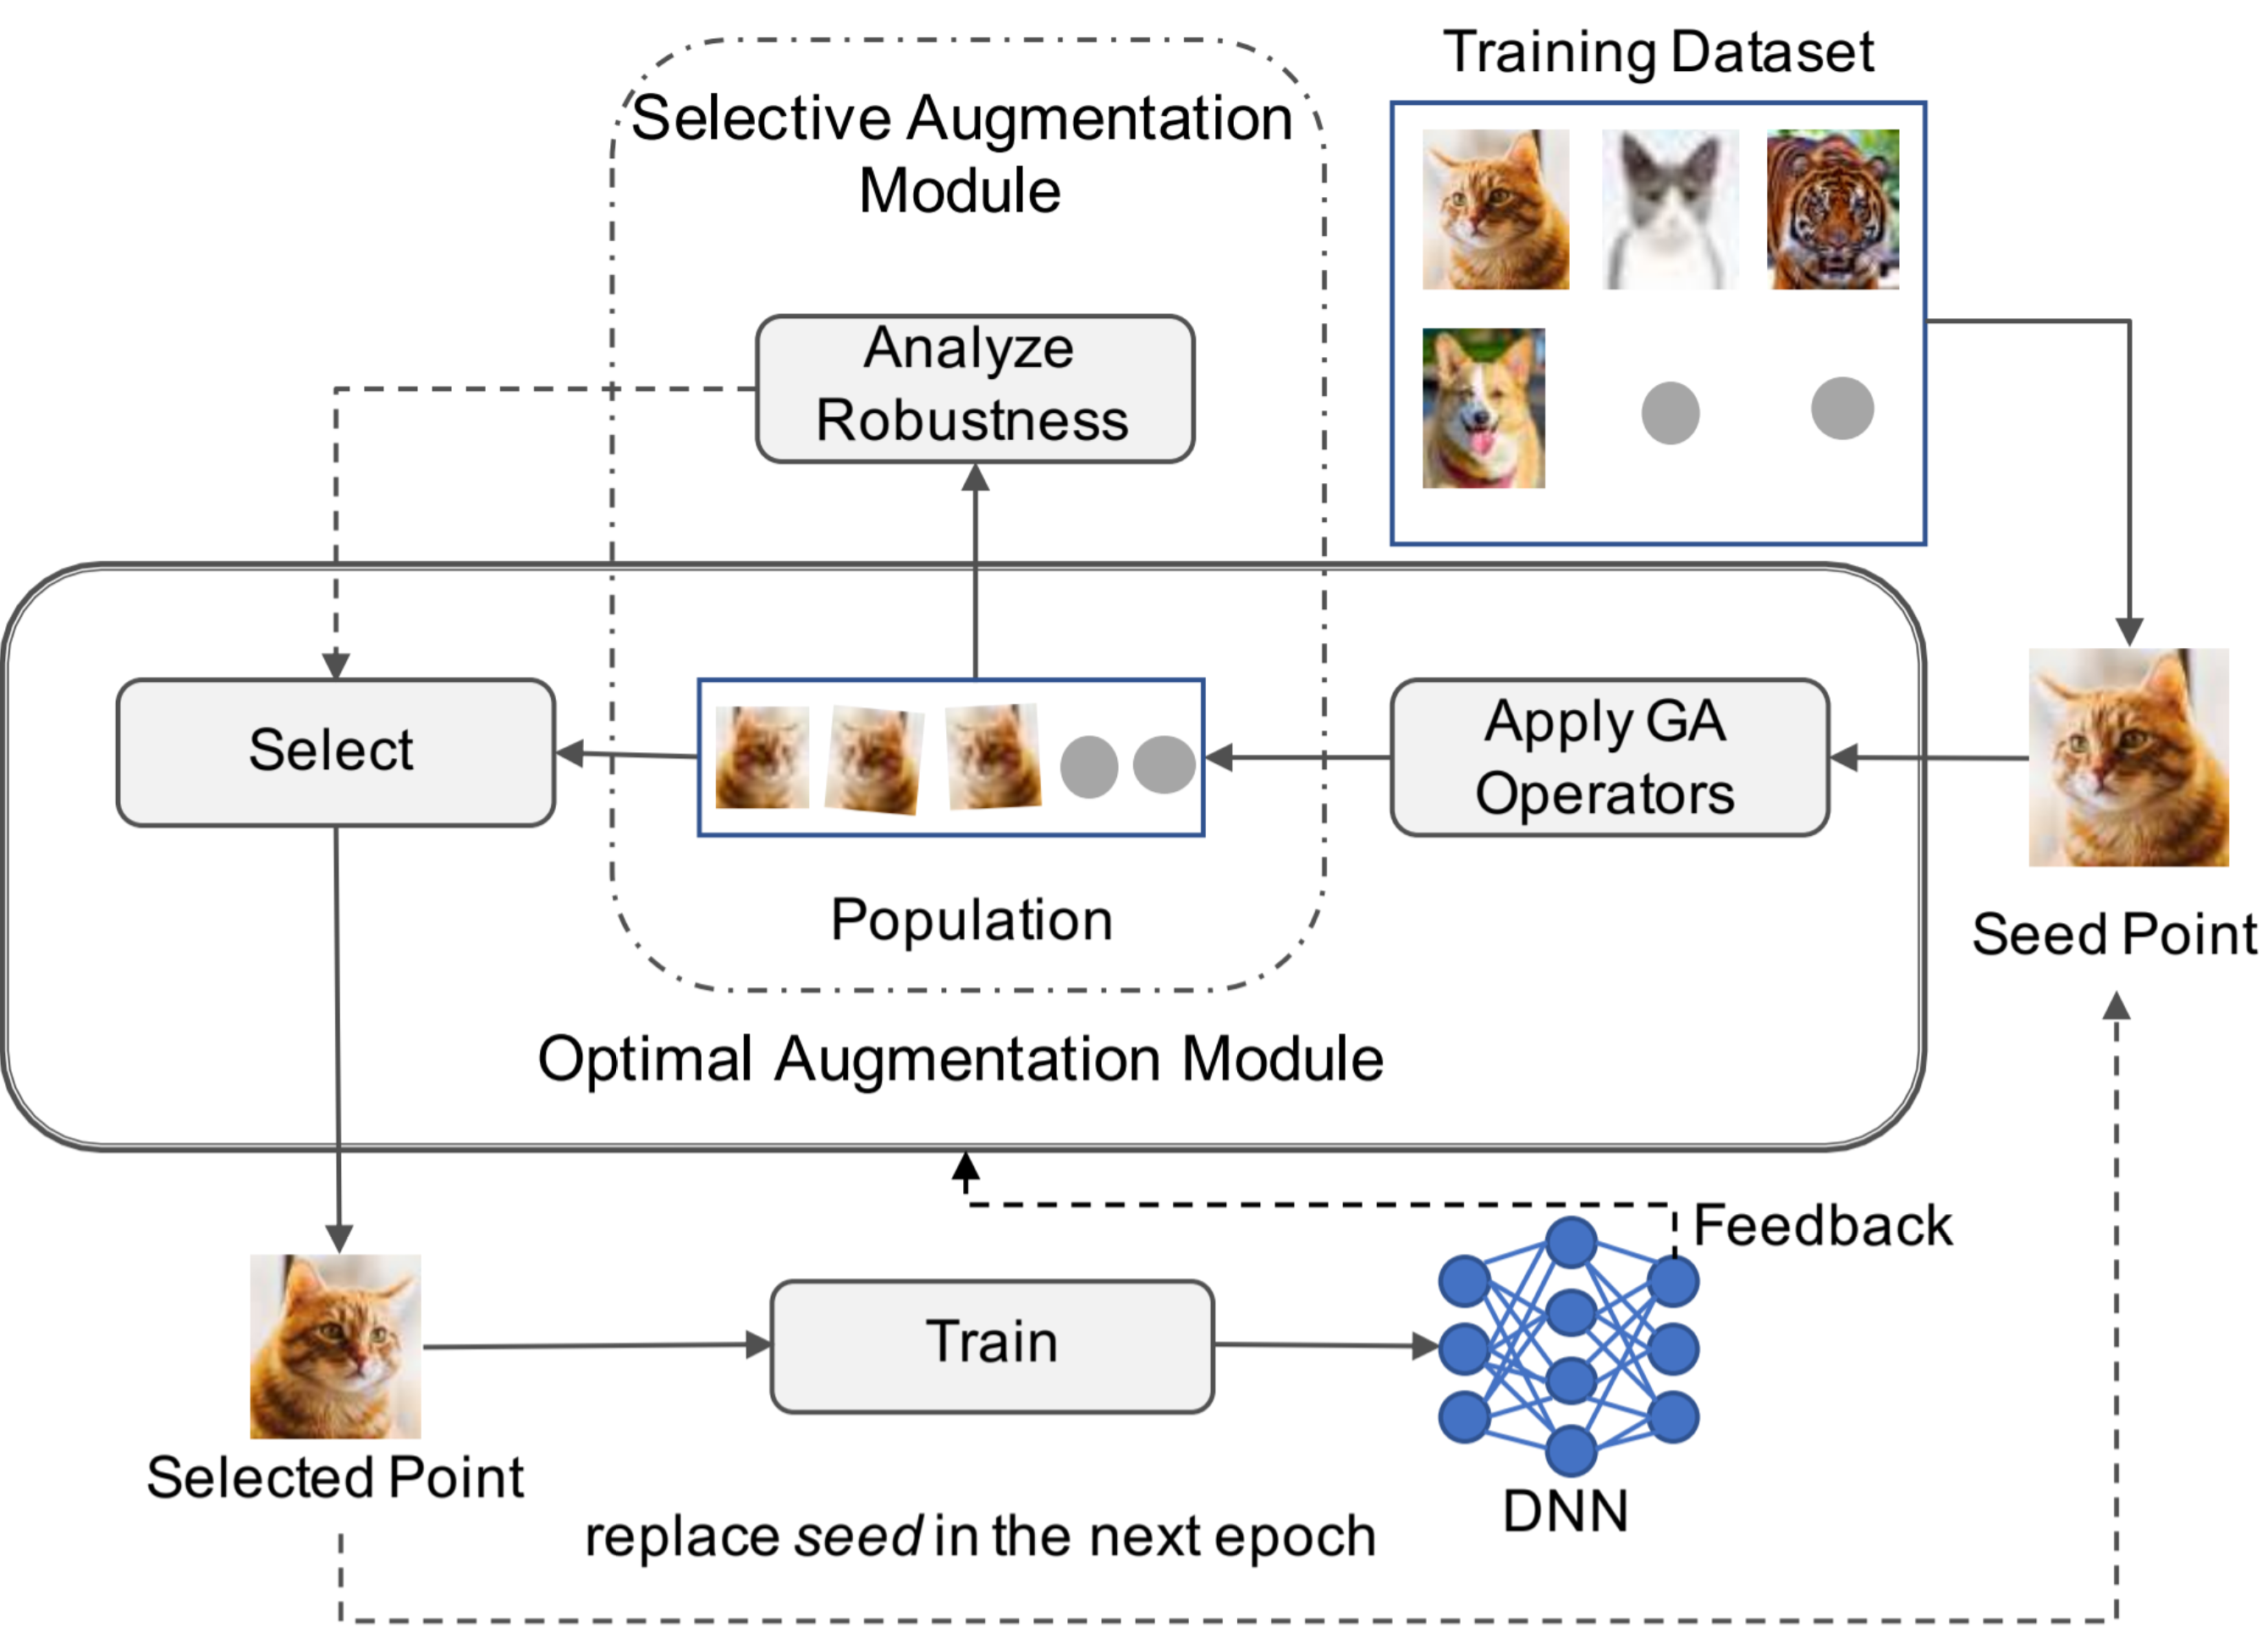 Training Dataset
Selective Augmentation
Module
Analyze
Robustness
Select
Apply GA
Operators
Population
Seed Point
Optimal Augmentation Module
Feedback
Train
Selected Point
DNN
replace seed in the next epoch